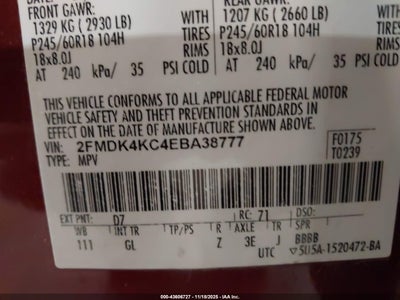 FRONT GAWR: REAR GAWR:
1329 KG ( 2930 LB) WITH 1207 KG ( 2660 LB) WITH
P245/60R18 104H TIRES P245/60R18 104H TIRES
18x8.0J RIMS 18x8.0J RIMS
AT 240 kPa/ 35 PSI COLD AT 240 kPa/ 35 PSI COLD
THIS VEHICLE CONFORMS TO ALL APPLICABLE FEDERAL MOTOR
VEHICLE SAFETY AND THEFT PREVENTION STANDARDS IN
EFFECT ON THE DATE OF MANUFACTURE SHOWN ABOVE.
VIN: 2FMDK4KC4EBA38777 F0175
TYPE: MPV T0239
EXT PNT: D7 RC: 71 DSO:
WB INT TR TP/PS R AXLE TR SPR
111 GL Z 3E J BBBB
UTC 5U5A-1520472-BA
000-43606727 - 11/18/2025 - IAA Inc.